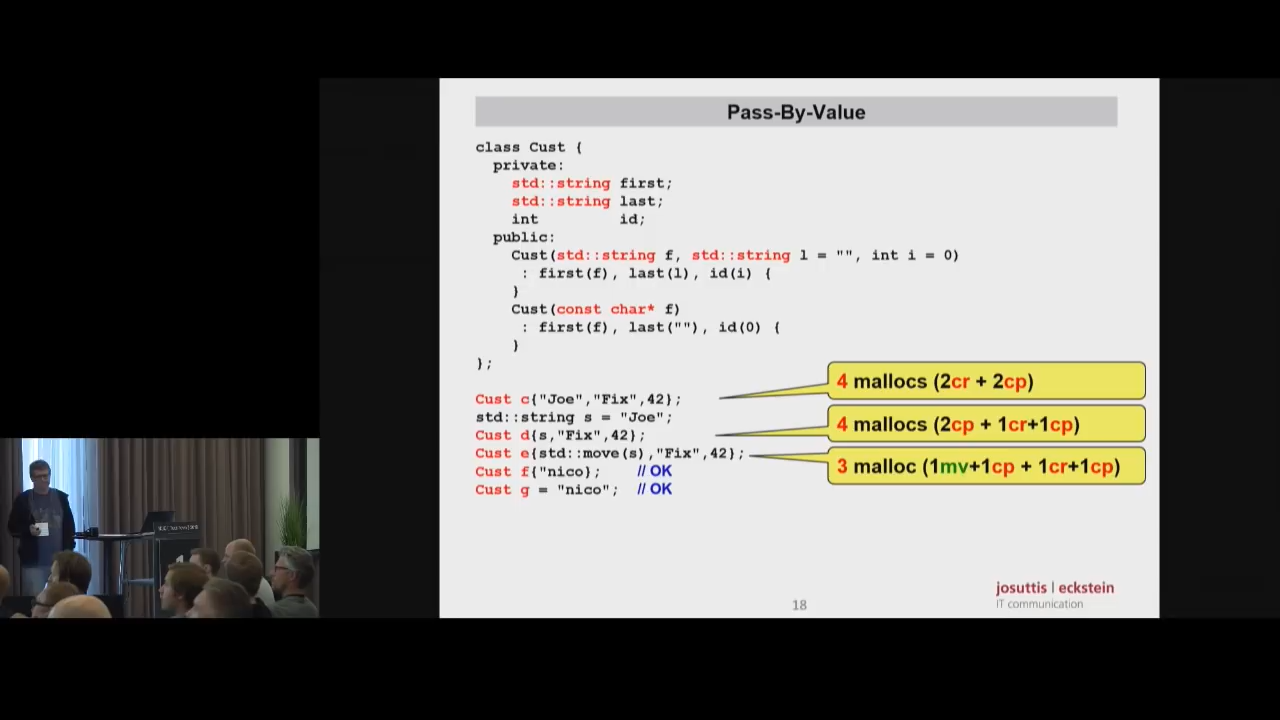 Pass-By-Value
class Cust {
private:
std::string first;
std::string last;
int id;
public:
Cust(std::string f, std::string l = "", int i = 0)
: first(f), last(l), id(i) {
}
Cust(const char* f)
: first(f), last(""), id(0) {
}
};
Cust c{"Joe","Fix",42};
4 mallocs (2cr + 2cp)
std::string s = "Joe";
Cust d{s,"Fix",42};
4 mallocs (2cp + 1cr+1cp)
Cust e{std::move(s),"Fix",42};
3 malloc (1mv+1cp + 1cr+1cp)
Cust f{"nico"}; // OK
Cust g = "nico"; // OK
josuttis | eckstein
IT communication
18